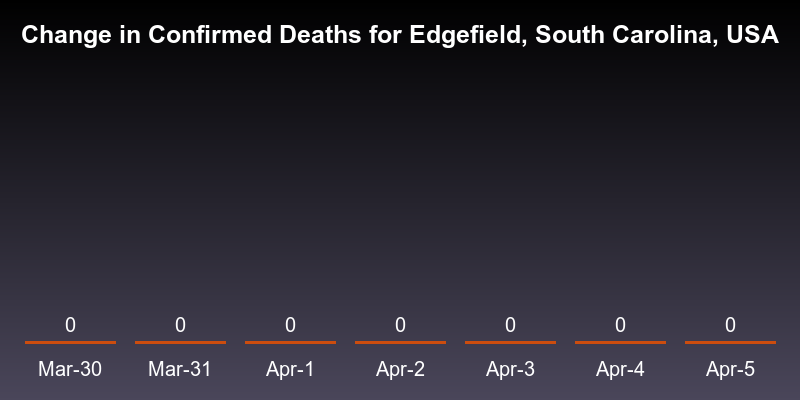 Change in Confirmed Deaths for Edgefield, South Carolina, USA
0 0 0 0 0 0 0
Mar-30 Mar-31 Apr-1 Apr-2 Apr-3 Apr-4 Apr-5